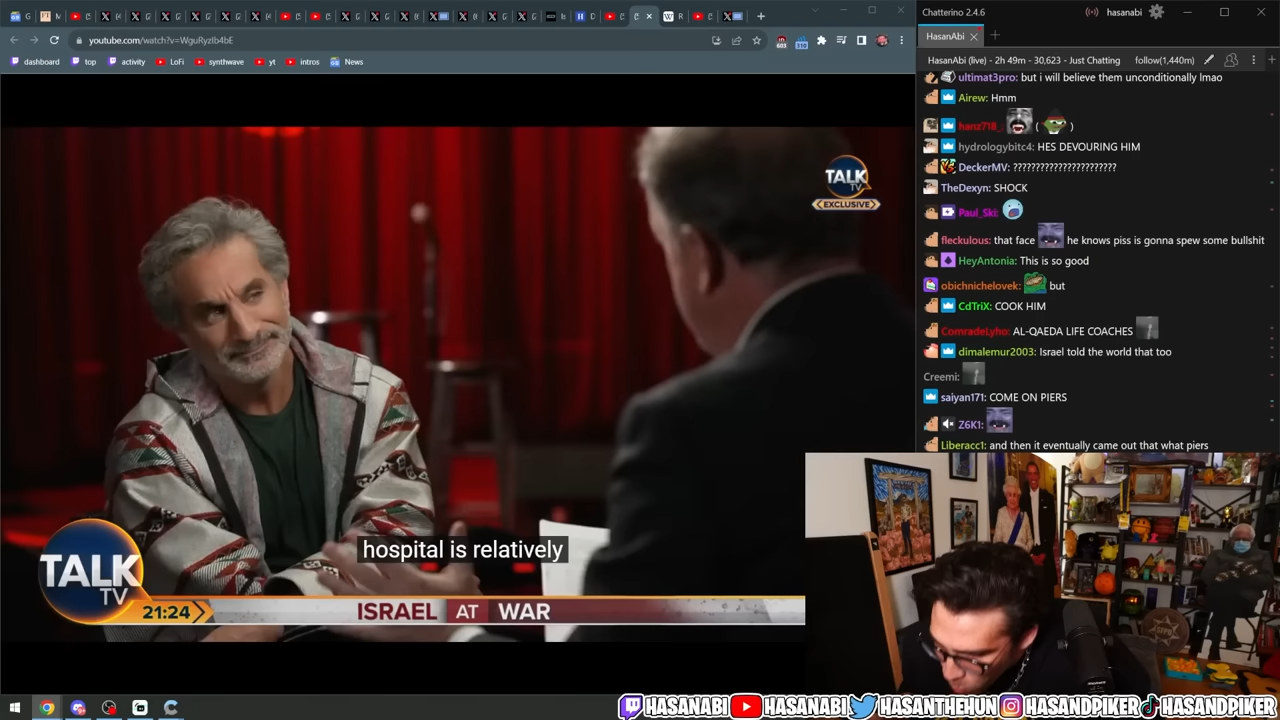 Chatterino 2.4.6
hasanabi
youtube.com/watch?v=WguRyzIb4bE
603
310
HasanAbi
dashboard
top
activity
LoFi
synthwave
yt
intros
News
HasanAbi (live) - 2h 49m - 30,623 - Just Chatting
follow(1,440m)
ultimat3pro: but i will believe them unconditionally lmao
Airew: Hmm
hanz718_: ( )
hydrologybitc4: HES DEVOURING HIM
DeckerMV: ???????????????????????
TheDexyn: SHOCK
Paul_Ski:
fleckulous: that face he knows piss is gonna spew some bullshit
HeyAntonia: This is so good
obichnichelovek: but
CdTriX: COOK HIM
ComradeLyho: AL-QAEDA LIFE COACHES
dimalemur2003: Israel told the world that too
Creemi:
saiyan171: COME ON PIERS
Z6K1:
Liberacc1: and then it eventually came out that what piers
TALK
TV
EXCLUSIVE
hospital is relatively
TALK
TV
21:24
ISRAEL AT WAR
HASANABI
HASANABI
HASANTHEHUN
HASANDPIKER
HASANDPIKER